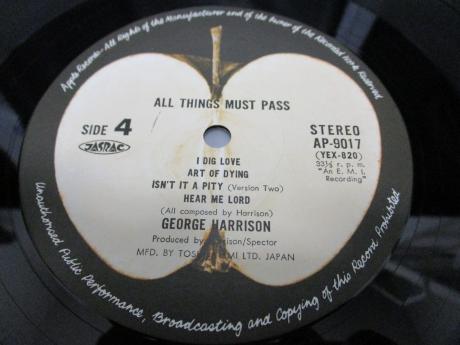 Apple Records - All Rights of the Manufacturer and of the Owner of the Recorded Work Reserved
ALL THINGS MUST PASS
SIDE 4
JASRAC
STEREO
AP-9017
(YEX-820)
33⅓ r. p. m.
"An E. M. I.
Recording"
I DIG LOVE
ART OF DYING
ISN'T IT A PITY (Version Two)
HEAR ME LORD
(All composed by Harrison)
GEORGE HARRISON
Produced by Harrison/Spector
MFD. BY TOSHIBA EMI LTD. JAPAN
Unauthorised Public Performance, Broadcasting and Copying of this Record Prohibited